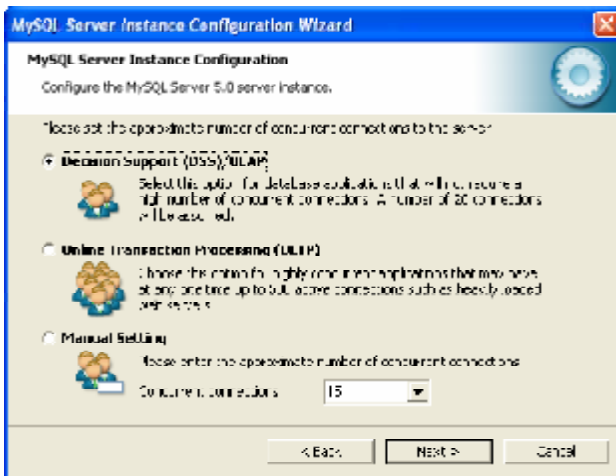 MySQL Server Instance Configuration Wizard
MySQL Server Instance Configuration
Configure the MySQL Server 5.0 server instance.
Please set the approximate number of concurrent connections to the server.
Decision Support (DSS)/OLAP
Select this option for database applications that will not require a
high number of concurrent connections. A number of 20 connections
will be assumed.
Online Transaction Processing (OLTP)
Choose this option for highly concurrent applications that may have
at any one time up to 500 active connections such as heavily loaded
web servers.
Manual Setting
Please enter the approximate number of concurrent connections
Concurrent connections
15
< Back
Next >
Cancel